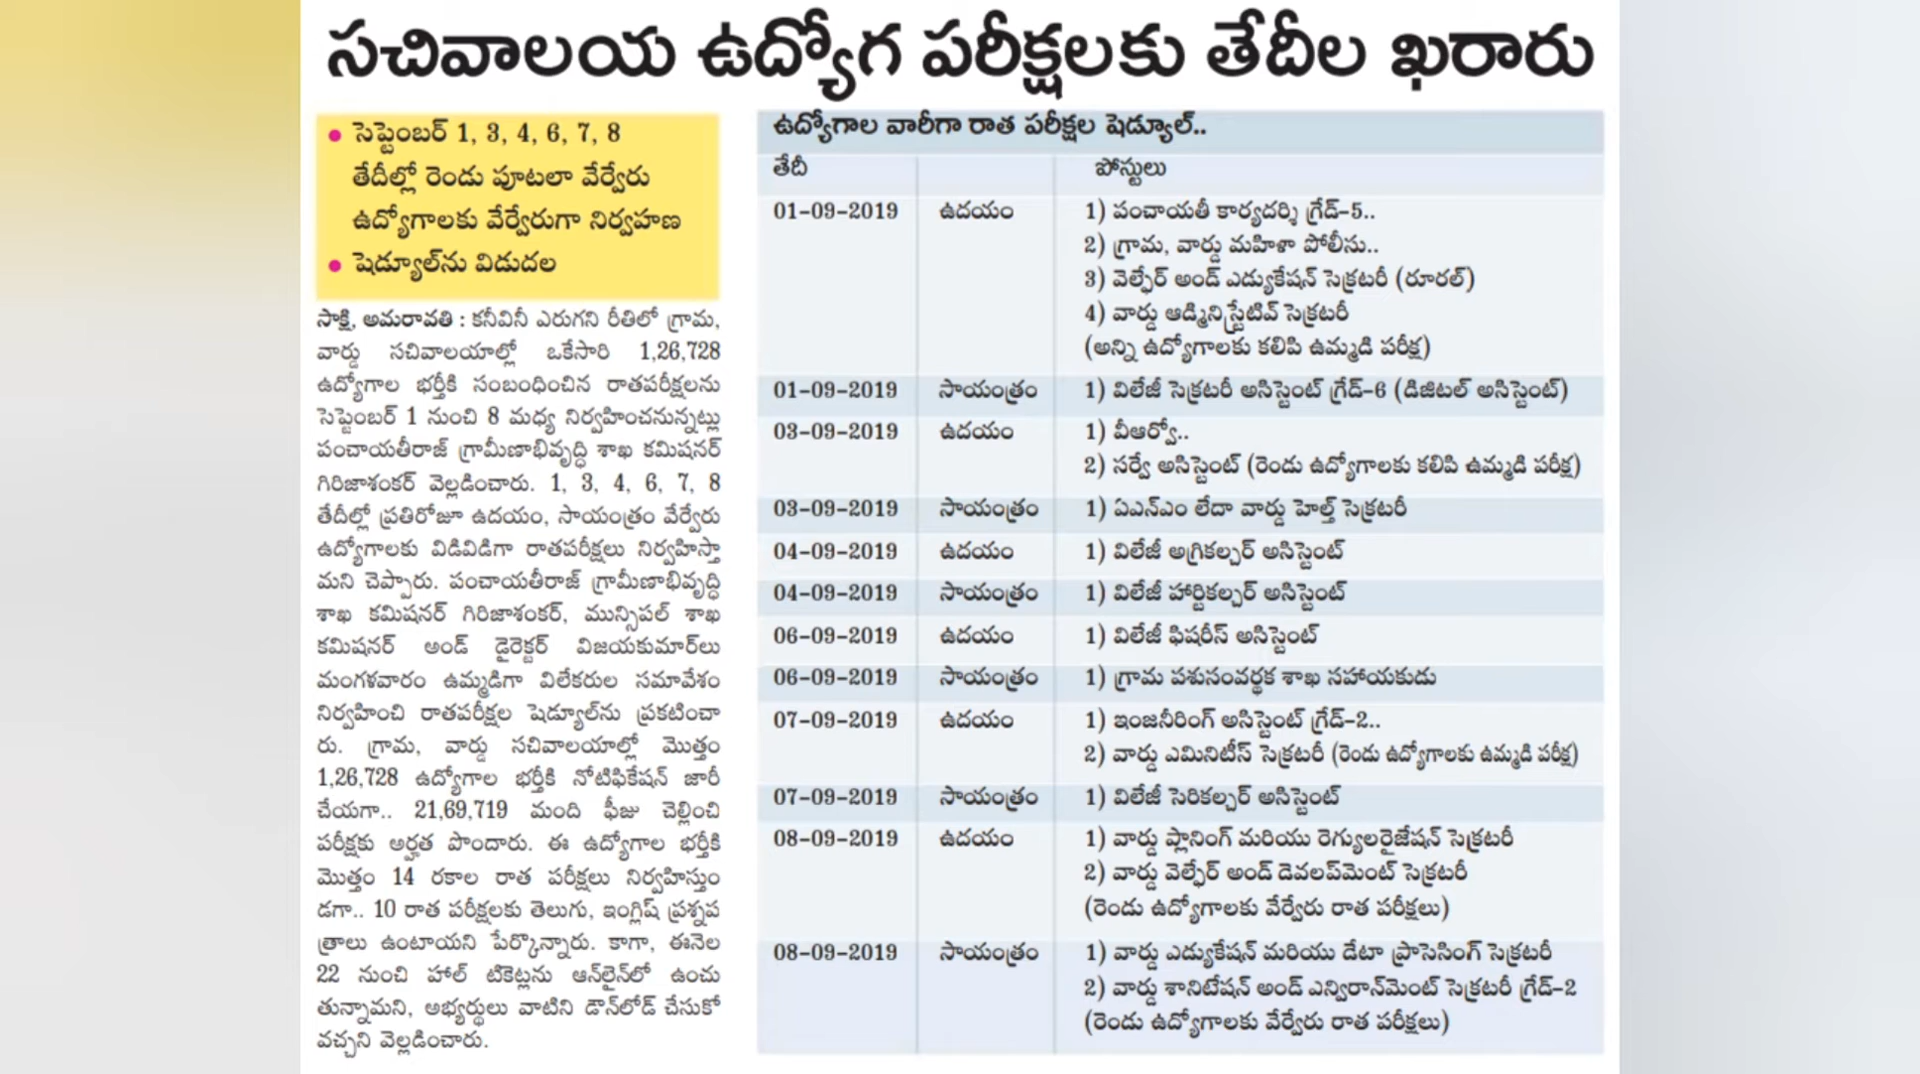 సచివాలయ ఉద్యోగ పరీక్షలకు తేదీల ఖరారు
• సెప్టెంబర్ 1, 3, 4, 6, 7, 8
తేదీల్లో రెండు పూటలా వేర్వేరు
ఉద్యోగాలకు వేర్వేరుగా నిర్వహణ
• షెడ్యూల్‌ను విడుదల
సాక్షి, అమరావతి : కనీవినీ ఎరుగని రీతిలో గ్రామ,
వార్డు సచివాలయాల్లో ఒకేసారి 1,26,728
ఉద్యోగాల భర్తీకి సంబంధించిన రాతపరీక్షలను
సెప్టెంబర్ 1 నుంచి 8 మధ్య నిర్వహించనున్నట్లు
పంచాయతీరాజ్ గ్రామీణాభివృద్ధి శాఖ కమిషనర్
గిరిజాశంకర్ వెల్లడించారు. 1, 3, 4, 6, 7, 8
తేదీల్లో ప్రతిరోజూ ఉదయం, సాయంత్రం వేర్వేరు
ఉద్యోగాలకు విడివిడిగా రాతపరీక్షలు నిర్వహిస్తా
మని చెప్పారు. పంచాయతీరాజ్ గ్రామీణాభివృద్ధి
శాఖ కమిషనర్ గిరిజాశంకర్, మున్సిపల్ శాఖ
కమిషనర్ అండ్ డైరెక్టర్ విజయకుమార్‌లు
మంగళవారం ఉమ్మడిగా విలేకరుల సమావేశం
నిర్వహించి రాతపరీక్షల షెడ్యూల్‌ను ప్రకటించా
రు. గ్రామ, వార్డు సచివాలయాల్లో మొత్తం
1,26,728 ఉద్యోగాల భర్తీకి నోటిఫికేషన్ జారీ
చేయగా.. 21,69,719 మంది ఫీజు చెల్లించి
పరీక్షకు అర్హత పొందారు. ఈ ఉద్యోగాల భర్తీకి
మొత్తం 14 రకాల రాత పరీక్షలు నిర్వహిస్తుం
డగా.. 10 రాత పరీక్షలకు తెలుగు, ఇంగ్లిష్ ప్రశ్నప
త్రాలు ఉంటాయని పేర్కొన్నారు. కాగా, ఈనెల
22 నుంచి హాల్ టికెట్లను ఆన్‌లైన్‌లో ఉంచు
తున్నామని, అభ్యర్థులు వాటిని డౌన్‌లోడ్ చేసుకో
వచ్చని వెల్లడించారు.
ఉద్యోగాల వారీగా రాత పరీక్షల షెడ్యూల్..
తేదీ పోస్టులు
01-09-2019 ఉదయం 1) పంచాయతీ కార్యదర్శి గ్రేడ్-5..
2) గ్రామ, వార్డు మహిళా పోలీసు..
3) వెల్ఫేర్ అండ్ ఎడ్యుకేషన్ సెక్రటరీ (రూరల్)
4) వార్డు ఆడ్మినిస్ట్రేటివ్ సెక్రటరీ
(అన్ని ఉద్యోగాలకు కలిపి ఉమ్మడి పరీక్ష)
01-09-2019 సాయంత్రం 1) విలేజీ సెక్రటరీ అసిస్టెంట్ గ్రేడ్-6 (డిజిటల్ అసిస్టెంట్)
03-09-2019 ఉదయం 1) వీఆర్వో..
2) సర్వే అసిస్టెంట్ (రెండు ఉద్యోగాలకు కలిపి ఉమ్మడి పరీక్ష)
03-09-2019 సాయంత్రం 1) ఏఎన్ఎం లేదా వార్డు హెల్త్ సెక్రటరీ
04-09-2019 ఉదయం 1) విలేజీ అగ్రికల్చర్ అసిస్టెంట్
04-09-2019 సాయంత్రం 1) విలేజీ హార్టికల్చర్ అసిస్టెంట్
06-09-2019 ఉదయం 1) విలేజీ ఫిషరీస్ అసిస్టెంట్
06-09-2019 సాయంత్రం 1) గ్రామ పశుసంవర్థక శాఖ సహాయకుడు
07-09-2019 ఉదయం 1) ఇంజనీరింగ్ అసిస్టెంట్ గ్రేడ్-2..
2) వార్డు ఎమినిటీస్ సెక్రటరీ (రెండు ఉద్యోగాలకు ఉమ్మడి పరీక్ష)
07-09-2019 సాయంత్రం 1) విలేజీ సెరికల్చర్ అసిస్టెంట్
08-09-2019 ఉదయం 1) వార్డు ప్లానింగ్ మరియు రెగ్యులరైజేషన్ సెక్రటరీ
2) వార్డు వెల్ఫేర్ అండ్ డెవలప్‌మెంట్ సెక్రటరీ
(రెండు ఉద్యోగాలకు వేర్వేరు రాత పరీక్షలు)
08-09-2019 సాయంత్రం 1) వార్డు ఎడ్యుకేషన్ మరియు డేటా ప్రాసెసింగ్ సెక్రటరీ
2) వార్డు శానిటేషన్ అండ్ ఎన్విరాన్‌మెంట్ సెక్రటరీ గ్రేడ్-2
(రెండు ఉద్యోగాలకు వేర్వేరు రాత పరీక్షలు)